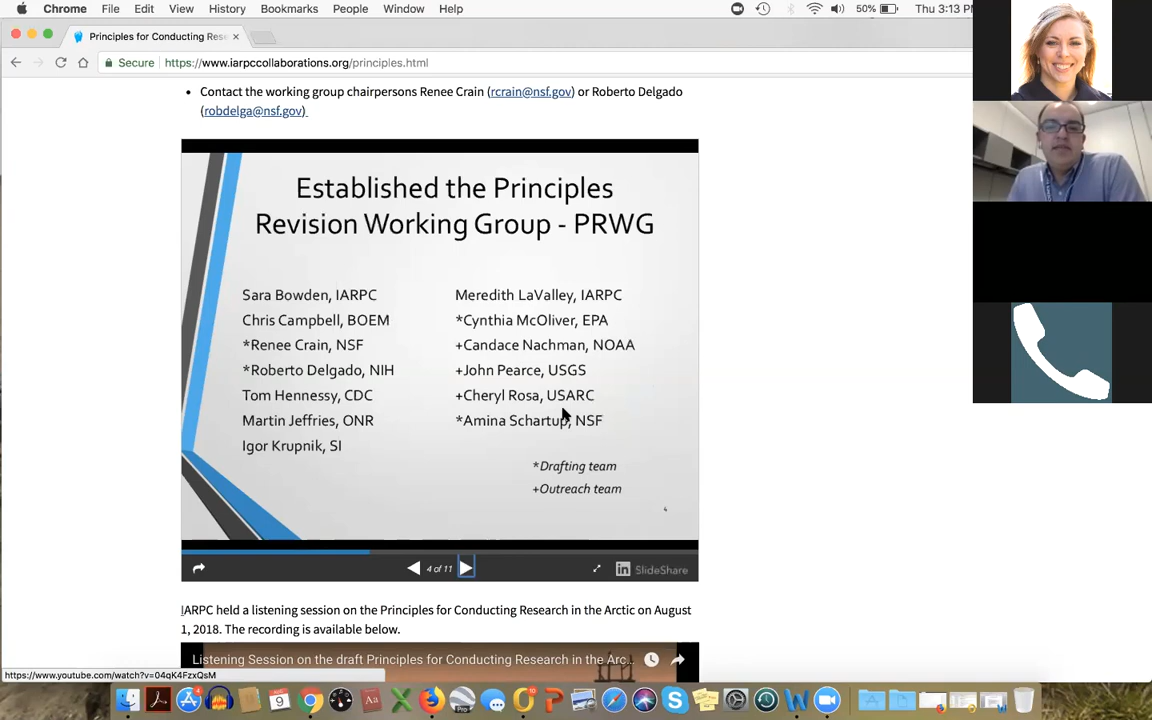 Chrome File Edit View History Bookmarks People Window Help 50% Thu 3:13 PM
Principles for Conducting Res
Secure https://www.iarpccollaborations.org/principles.html
• Contact the working group chairpersons Renee Crain (rcrain@nsf.gov) or Roberto Delgado
(robdelga@nsf.gov)
Established the Principles
Revision Working Group - PRWG
Sara Bowden, IARPC
Chris Campbell, BOEM
*Renee Crain, NSF
*Roberto Delgado, NIH
Tom Hennessy, CDC
Martin Jeffries, ONR
Igor Krupnik, SI
Meredith LaValley, IARPC
*Cynthia McOliver, EPA
+Candace Nachman, NOAA
+John Pearce, USGS
+Cheryl Rosa, USARC
*Amina Schartup, NSF
*Drafting team
+Outreach team
4 of 11
in SlideShare
IARPC held a listening session on the Principles for Conducting Research in the Arctic on August
1, 2018. The recording is available below.
Listening Session on the draft Principles for Conducting Research in the Arc...
https://www.youtube.com/watch?v=04qK4FzxQsM